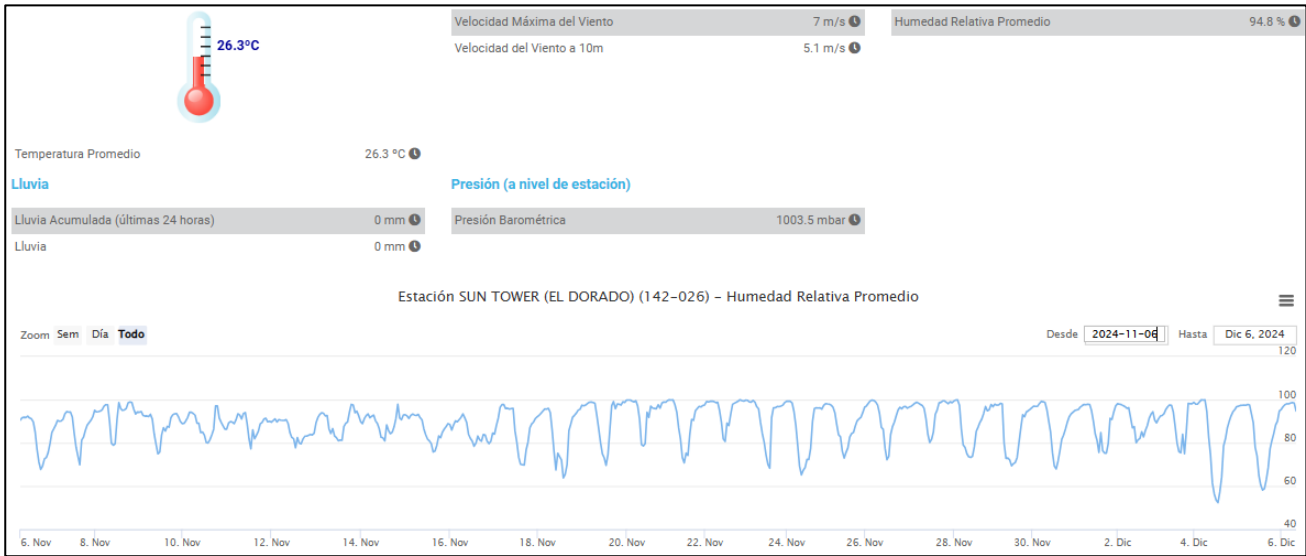 26.3ºC
Temperatura Promedio 26.3 ºC
Velocidad Máxima del Viento 7 m/s
Velocidad del Viento a 10m 5.1 m/s
Humedad Relativa Promedio 94.8 %
Lluvia
Lluvia Acumulada (últimas 24 horas) 0 mm
Lluvia 0 mm
Presión (a nivel de estación)
Presión Barométrica 1003.5 mbar
Estación SUN TOWER (EL DORADO) (142-026) - Humedad Relativa Promedio
Zoom Sem Día Todo
Desde 2024-11-06 Hasta Dic 6, 2024
120
100
80
60
40
6. Nov 8. Nov 10. Nov 12. Nov 14. Nov 16. Nov 18. Nov 20. Nov 22. Nov 24. Nov 26. Nov 28. Nov 30. Nov 2. Dic 4. Dic 6. Dic